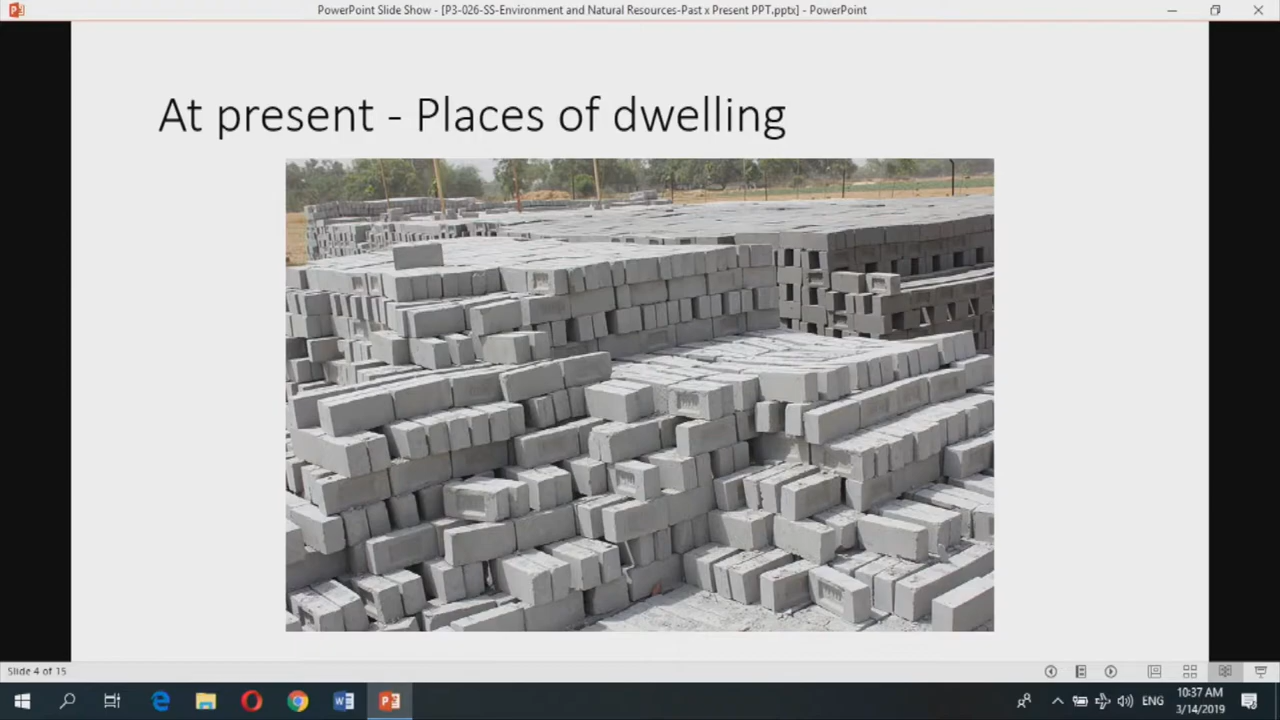 PowerPoint Slide Show - [P3-026-SS-Environment and Natural Resources-Past x Present PPT.pptx] - PowerPoint
At present - Places of dwelling
Slide 4 of 15
ENG
10:37 AM
3/14/2019